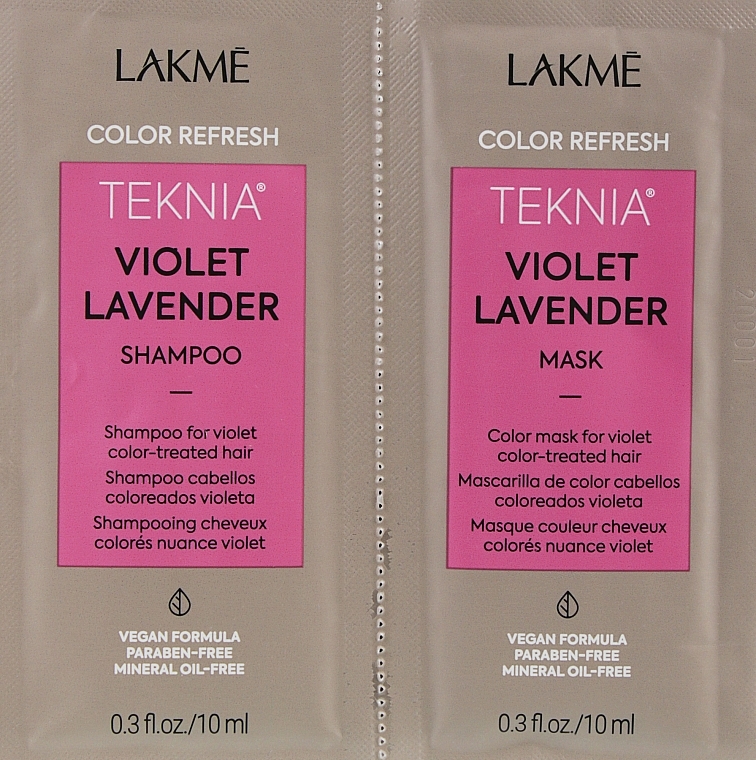 LAKMĒ
COLOR REFRESH
TEKNIA®
VIOLET
LAVENDER
SHAMPOO
Shampoo for violet
color-treated hair
Shampoo cabellos
coloreados violeta
Shampooing cheveux
colorés nuance violet
VEGAN FORMULA
PARABEN-FREE
MINERAL OIL-FREE
0.3 fl.oz./10 ml
LAKMĒ
COLOR REFRESH
TEKNIA®
VIOLET
LAVENDER
MASK
Color mask for violet
color-treated hair
Mascarilla de color cabellos
coloreados violeta
Masque couleur cheveux
colorés nuance violet
VEGAN FORMULA
PARABEN-FREE
MINERAL OIL-FREE
0.3 fl.oz./10 ml